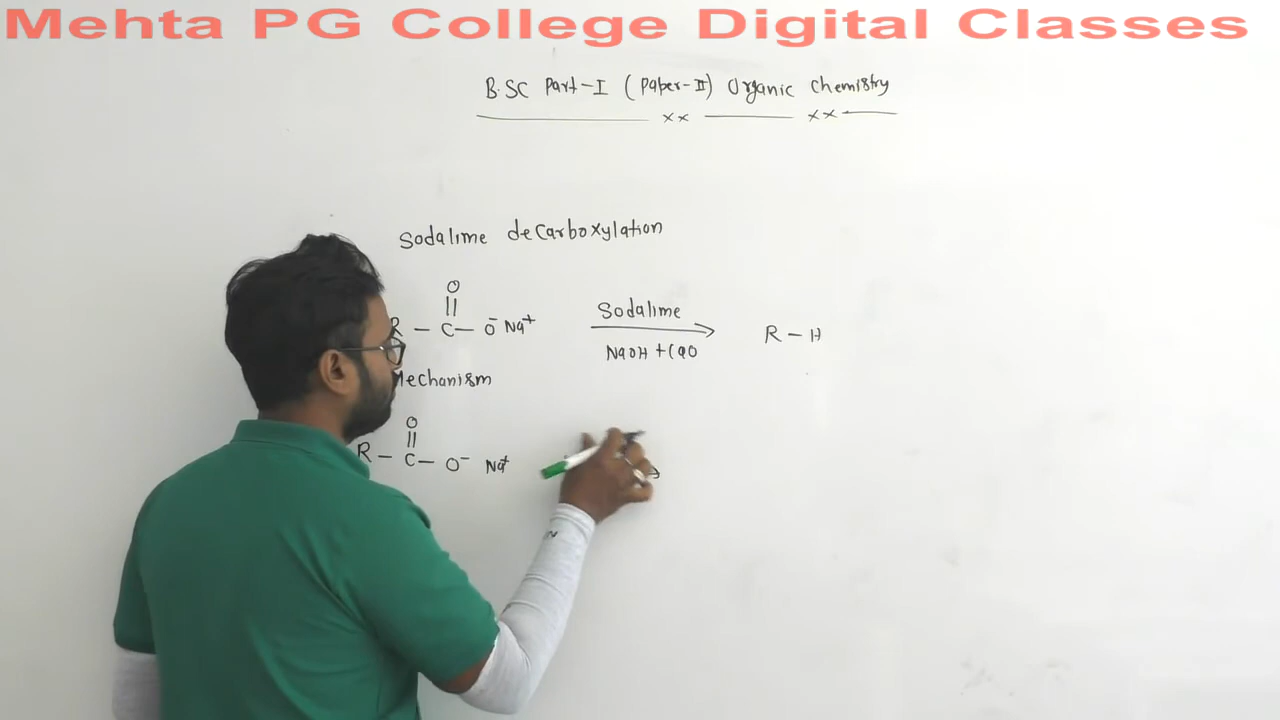 Mehta PG College Digital Classes
B.SC Part-I (Paper-II) Organic Chemistry
xx xx
Sodalime decarboxylation
O
R - C - O⁻ Na⁺ Sodalime R - H
NaOH + CaO
Mechanism
O
R - C - O⁻ Na⁺